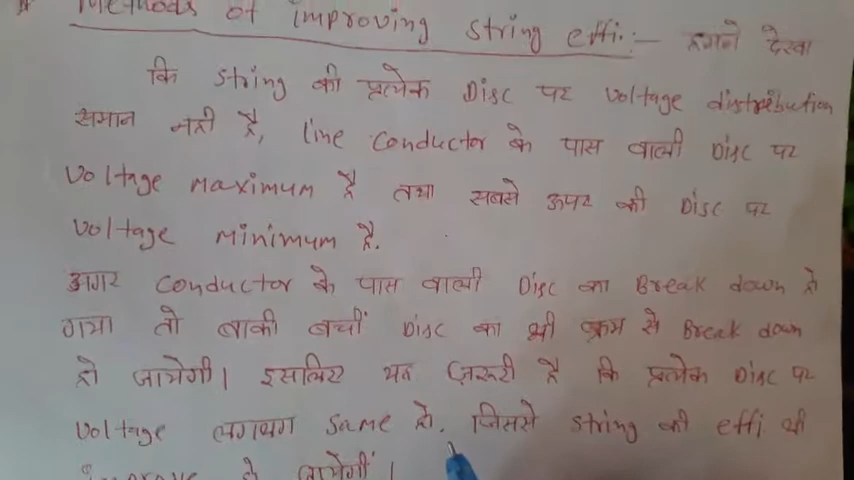 Methods of improving string effi:- हमने देखा
कि string की प्रत्येक Disc पर voltage distribution
समान नही है, line conductor के पास वाली Disc पर
voltage maximum है तथा सबसे ऊपर की Disc पर
voltage minimum है.
अगर conductor के पास वाली Disc का Break down हो
गया तो बाकी बचीं Disc का भी क्रम से Break down
हो जायेगी। इसलिए यह ज़रूरी है कि प्रत्येक Disc पर
voltage लगभग same हो. जिससे string की effi भी
improve हो जायेगीं।